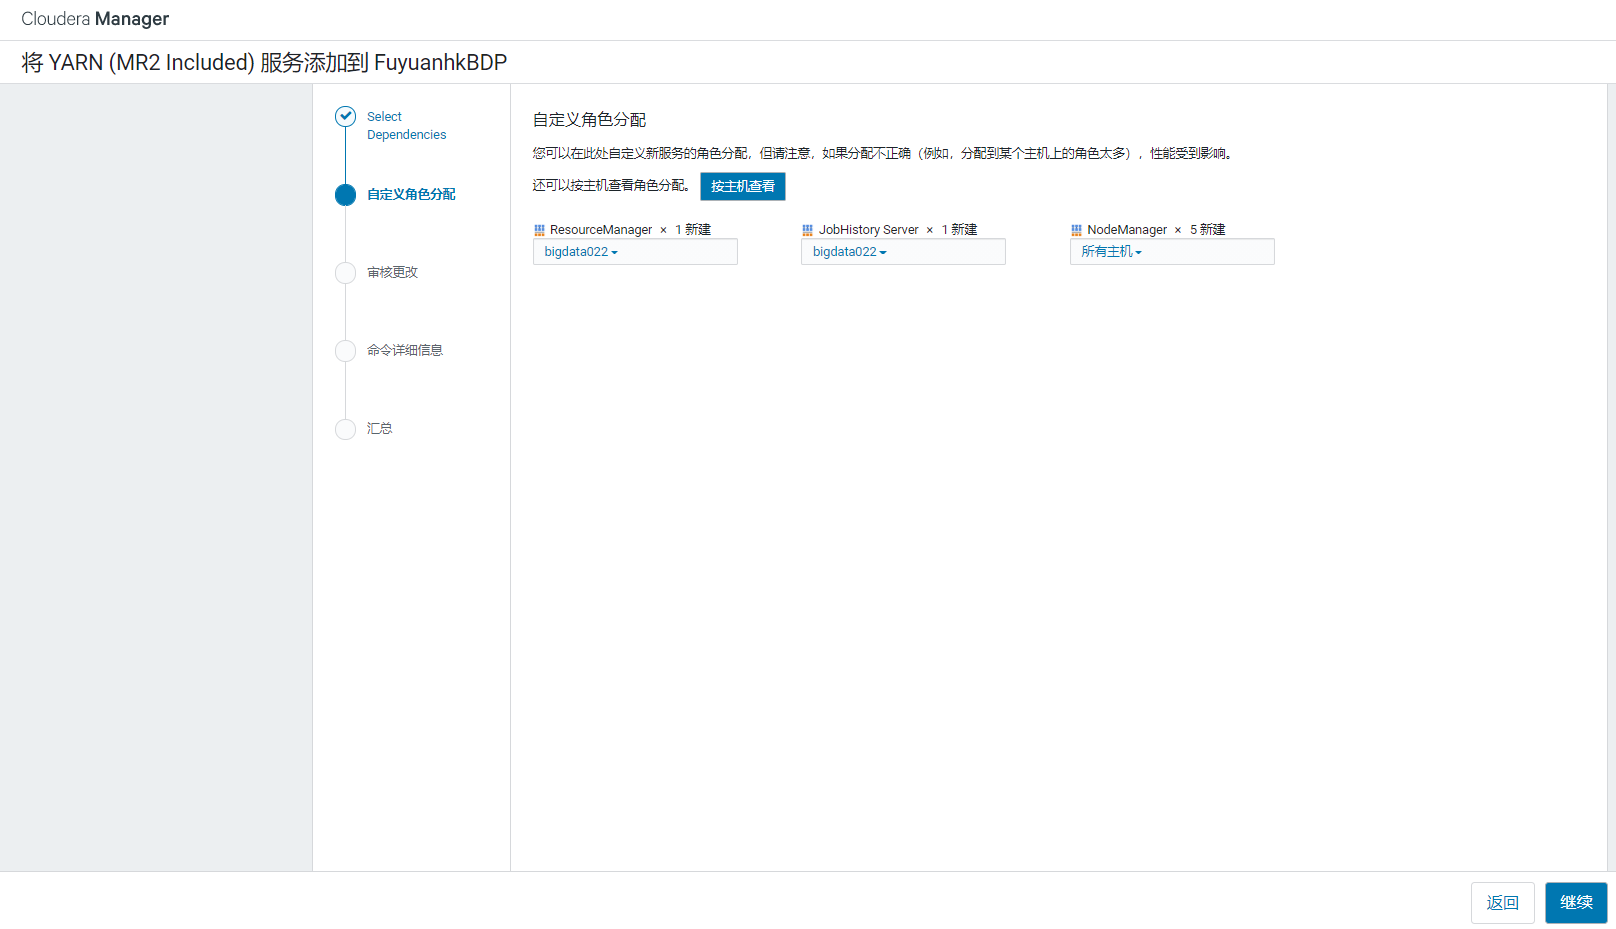 Cloudera Manager
将 YARN (MR2 Included) 服务添加到 FuyuanhkBDP
Select
Dependencies
自定义角色分配
审核更改
命令详细信息
汇总
自定义角色分配
您可以在此处自定义新服务的角色分配，但请注意，如果分配不正确（例如，分配到某个主机上的角色太多），性能受到影响。
还可以按主机查看角色分配。 按主机查看
ResourceManager × 1 新建
bigdata022
JobHistory Server × 1 新建
bigdata022
NodeManager × 5 新建
所有主机
返回
继续